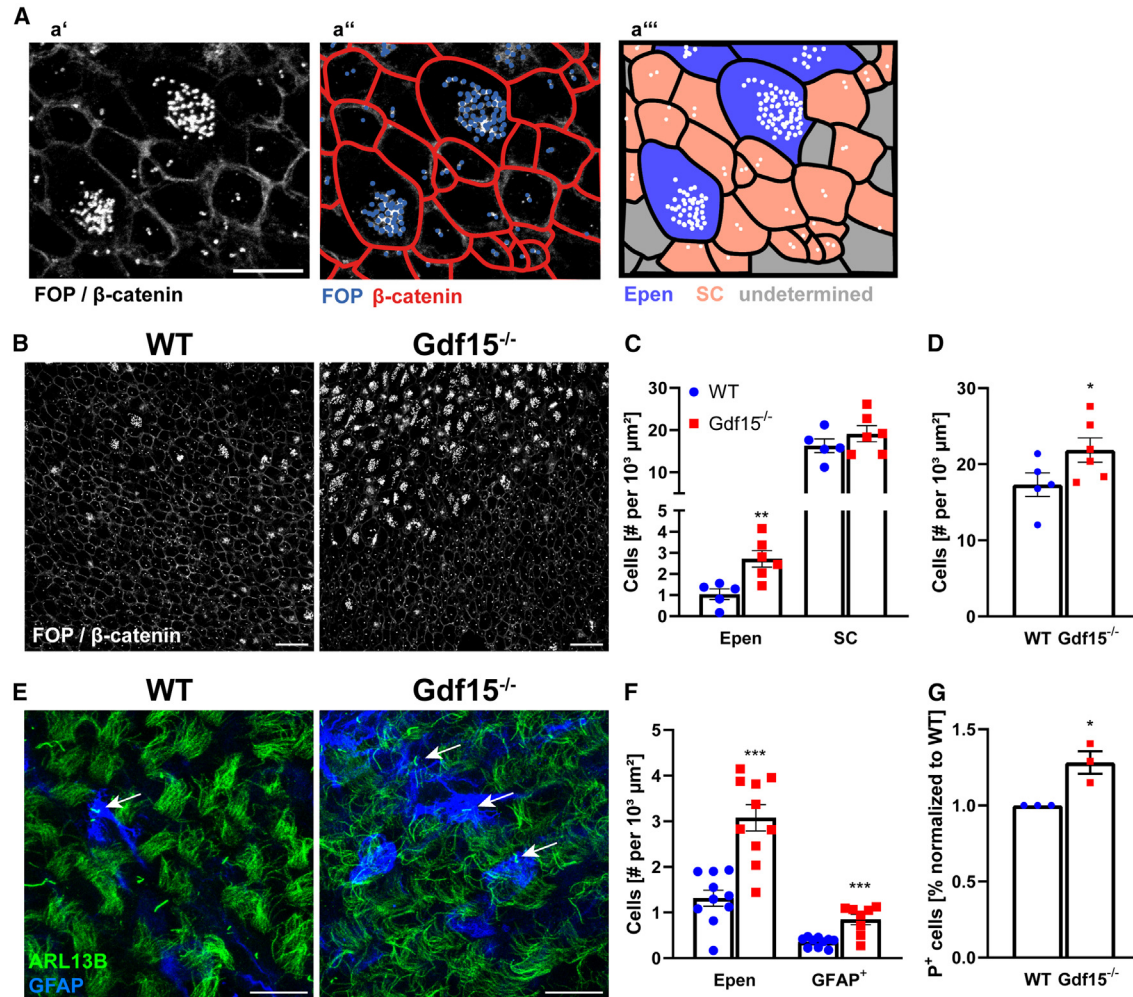 A
a' a'' a'''
FOP / β-catenin
FOP β-catenin
Epen SC undetermined
B
WT Gdf15-/-
FOP / β-catenin
C
Cells [# per 10³ µm²]
30
20
10
5
4
3
2
1
0
WT
Gdf15-/-
**
Epen SC
D
Cells [# per 10³ µm²]
30
20
10
0
*
WT Gdf15-/-
E
WT Gdf15-/-
ARL13B
GFAP
F
Cells [# per 10³ µm²]
5
4
3
2
1
0
***
***
Epen GFAP+
G
P+ cells [% normalized to WT]
1.5
1.0
0.5
0.0
*
WT Gdf15-/-